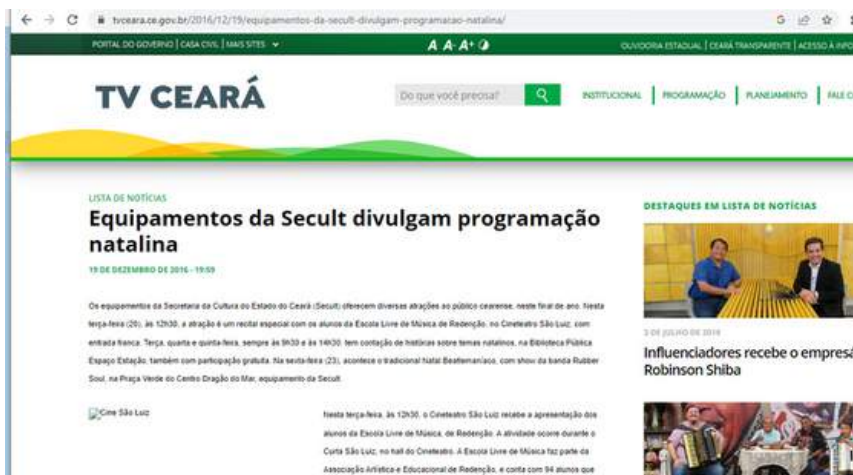 tvceara.ce.gov.br/2016/12/19/equipamentos-da-secult-divulgam-programacao-natalina/
PORTAL DO GOVERNO | CASA CIVIL | MAIS SITES
A A- A+
OUVIDORIA ESTADUAL | CEARÁ TRANSPARENTE | ACESSO À INFO
TV CEARÁ
Do que você precisa?
INSTITUCIONAL | PROGRAMAÇÃO | PLANEJAMENTO | FALE C
LISTA DE NOTÍCIAS
Equipamentos da Secult divulgam programação
natalina
19 DE DEZEMBRO DE 2016 - 19:59
Os equipamentos da Secretaria da Cultura do Estado do Ceará (Secult) oferecem diversas atrações ao público cearense, neste final de ano. Nesta
terça-feira (20), às 12h30, a atração é um recital especial com os alunos da Escola Livre de Música de Redenção, no Cineteatro São Luiz, com
entrada franca. Terça, quarta e quinta-feira, sempre às 9h30 e às 14h30, tem contação de histórias sobre temas natalinos, na Biblioteca Pública
Espaço Estação, também com participação gratuita. Na sexta-feira (23), acontece o tradicional Natal Beatlemaníaco, com show da banda Rubber
Soul, na Praça Verde do Centro Dragão do Mar, equipamento da Secult.
Cine São Luiz
Nesta terça-feira, às 12h30, o Cineteatro São Luiz recebe a apresentação dos
alunos da Escola Livre de Música, de Redenção. A atividade ocorre durante o
Curta São Luiz, no hall do Cineteatro. A Escola Livre de Música faz parte da
Associação Artística e Educacional de Redenção, e conta com 94 alunos que
DESTAQUES EM LISTA DE NOTÍCIAS
3 DE JULHO DE 2018
Influenciadores recebe o empresá
Robinson Shiba